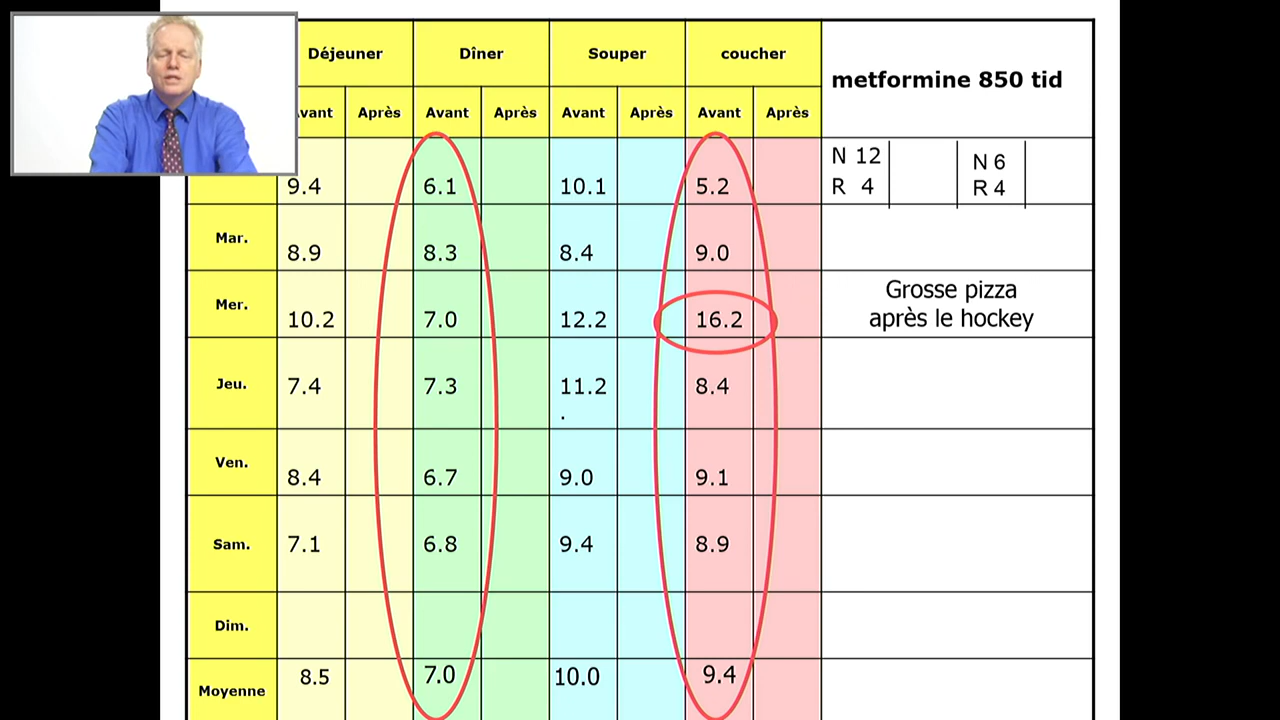 Déjeuner Dîner Souper coucher metformine 850 tid
Avant Après Avant Après Avant Après Avant Après
9.4 6.1 10.1 5.2 N 12 N 6
R 4 R 4
Mar. 8.9 8.3 8.4 9.0
Mer. 10.2 7.0 12.2 16.2 Grosse pizza
après le hockey
Jeu. 7.4 7.3 11.2 8.4
.
Ven. 8.4 6.7 9.0 9.1
Sam. 7.1 6.8 9.4 8.9
Dim.
Moyenne 8.5 7.0 10.0 9.4